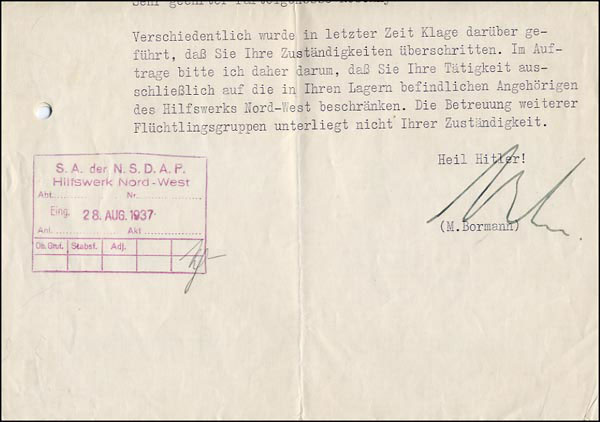 Verschiedentlich wurde in letzter Zeit Klage darüber ge-
führt, daß Sie Ihre Zuständigkeiten überschritten. Im Auf-
trage bitte ich daher darum, daß Sie Ihre Tätigkeit aus-
schließlich auf die in Ihren Lagern befindlichen Angehörigen
des Hilfswerks Nord-West beschränken. Die Betreuung weiterer
Flüchtlingsgruppen unterliegt nicht Ihrer Zuständigkeit.
Heil Hitler!
(M.Bormann)
S. A. der N. S. D. A. P.
Hilfswerk Nord-West
Abt. Nr.
Eing. 28. AUG. 1937
Anl. Akt
Ob. Gruf. Stabsf. Adj.